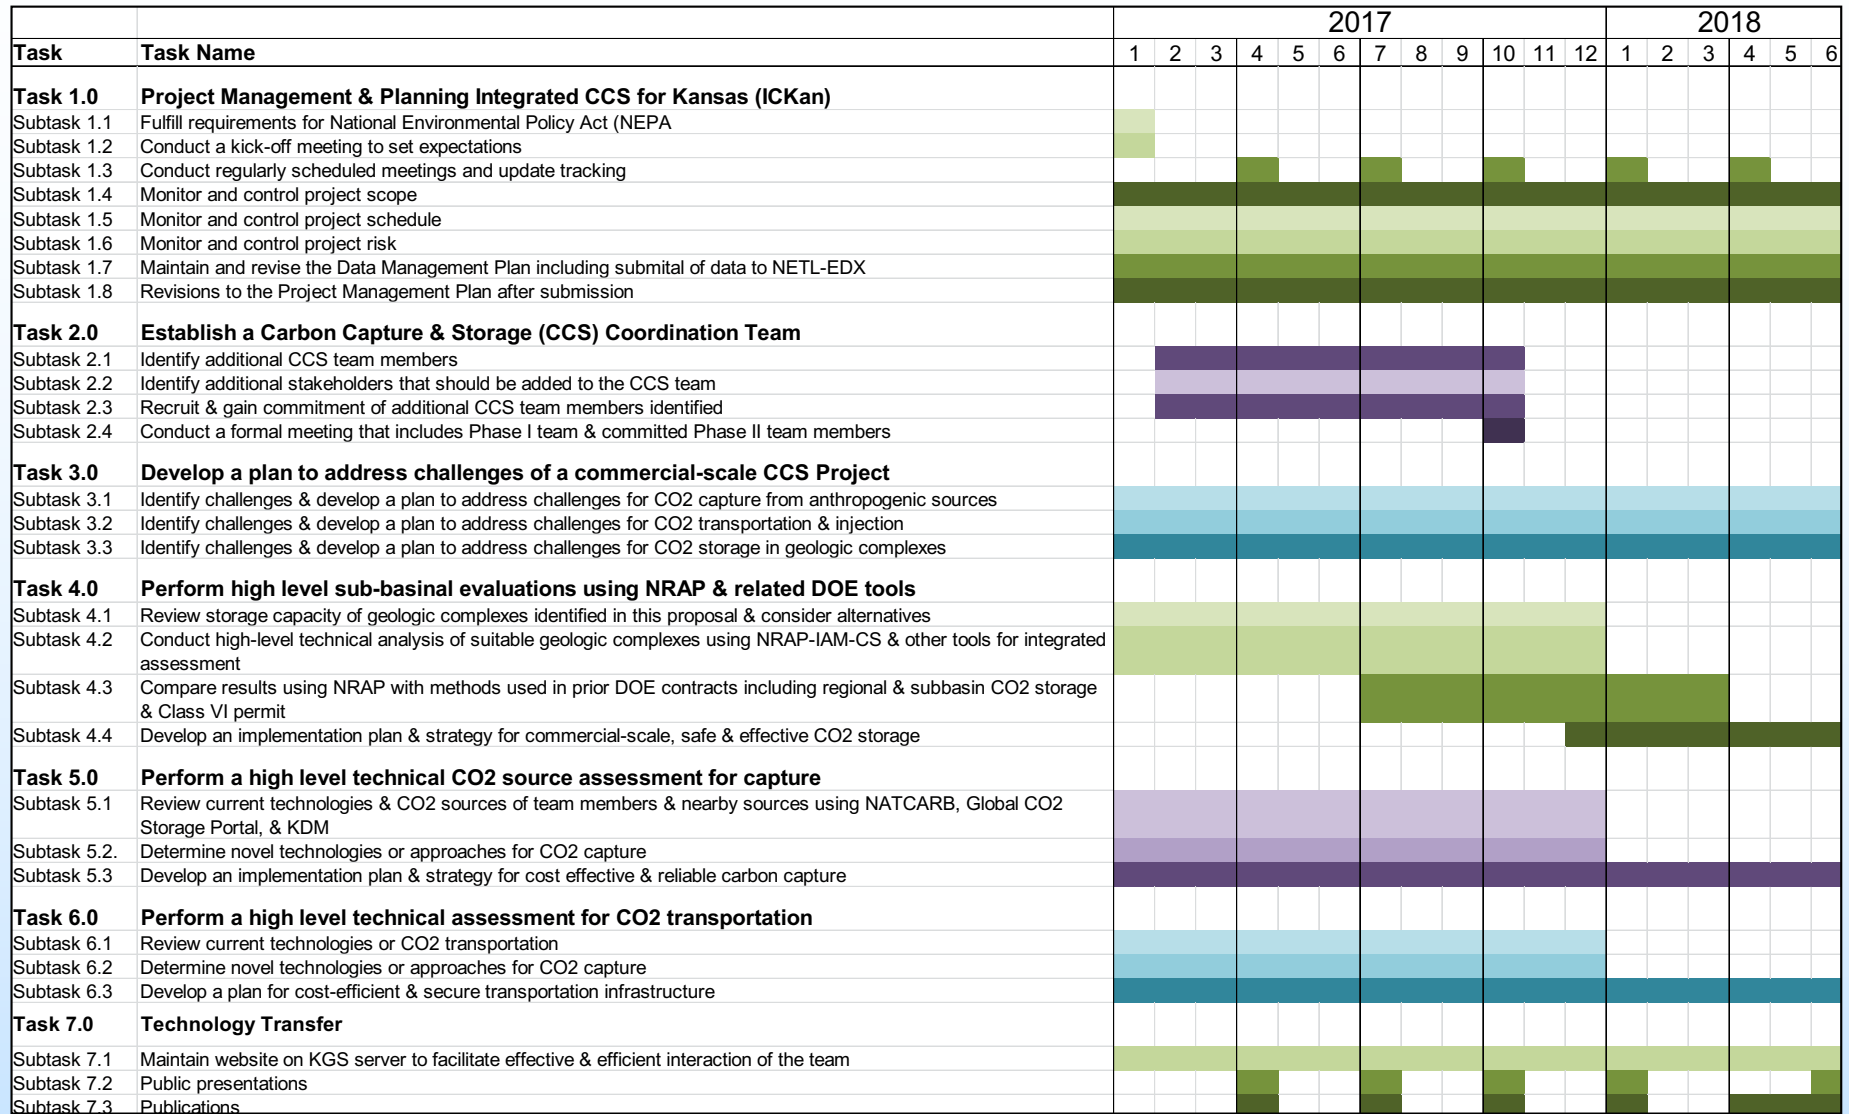 2017 2018
Task Task Name 1 2 3 4 5 6 7 8 9 10 11 12 1 2 3 4 5 6
Task 1.0 Project Management & Planning Integrated CCS for Kansas (ICKan)
Subtask 1.1 Fulfill requirements for National Environmental Policy Act (NEPA
Subtask 1.2 Conduct a kick-off meeting to set expectations
Subtask 1.3 Conduct regularly scheduled meetings and update tracking
Subtask 1.4 Monitor and control project scope
Subtask 1.5 Monitor and control project schedule
Subtask 1.6 Monitor and control project risk
Subtask 1.7 Maintain and revise the Data Management Plan including submital of data to NETL-EDX
Subtask 1.8 Revisions to the Project Management Plan after submission
Task 2.0 Establish a Carbon Capture & Storage (CCS) Coordination Team
Subtask 2.1 Identify additional CCS team members
Subtask 2.2 Identify additional stakeholders that should be added to the CCS team
Subtask 2.3 Recruit & gain commitment of additional CCS team members identified
Subtask 2.4 Conduct a formal meeting that includes Phase I team & committed Phase II team members
Task 3.0 Develop a plan to address challenges of a commercial-scale CCS Project
Subtask 3.1 Identify challenges & develop a plan to address challenges for CO2 capture from anthropogenic sources
Subtask 3.2 Identify challenges & develop a plan to address challenges for CO2 transportation & injection
Subtask 3.3 Identify challenges & develop a plan to address challenges for CO2 storage in geologic complexes
Task 4.0 Perform high level sub-basinal evaluations using NRAP & related DOE tools
Subtask 4.1 Review storage capacity of geologic complexes identified in this proposal & consider alternatives
Subtask 4.2 Conduct high-level technical analysis of suitable geologic complexes using NRAP-IAM-CS & other tools for integrated
assessment
Subtask 4.3 Compare results using NRAP with methods used in prior DOE contracts including regional & subbasin CO2 storage
& Class VI permit
Subtask 4.4 Develop an implementation plan & strategy for commercial-scale, safe & effective CO2 storage
Task 5.0 Perform a high level technical CO2 source assessment for capture
Subtask 5.1 Review current technologies & CO2 sources of team members & nearby sources using NATCARB, Global CO2
Storage Portal, & KDM
Subtask 5.2. Determine novel technologies or approaches for CO2 capture
Subtask 5.3 Develop an implementation plan & strategy for cost effective & reliable carbon capture
Task 6.0 Perform a high level technical assessment for CO2 transportation
Subtask 6.1 Review current technologies or CO2 transportation
Subtask 6.2 Determine novel technologies or approaches for CO2 capture
Subtask 6.3 Develop a plan for cost-efficient & secure transportation infrastructure
Task 7.0 Technology Transfer
Subtask 7.1 Maintain website on KGS server to facilitate effective & efficient interaction of the team
Subtask 7.2 Public presentations
Subtask 7.3 Publications